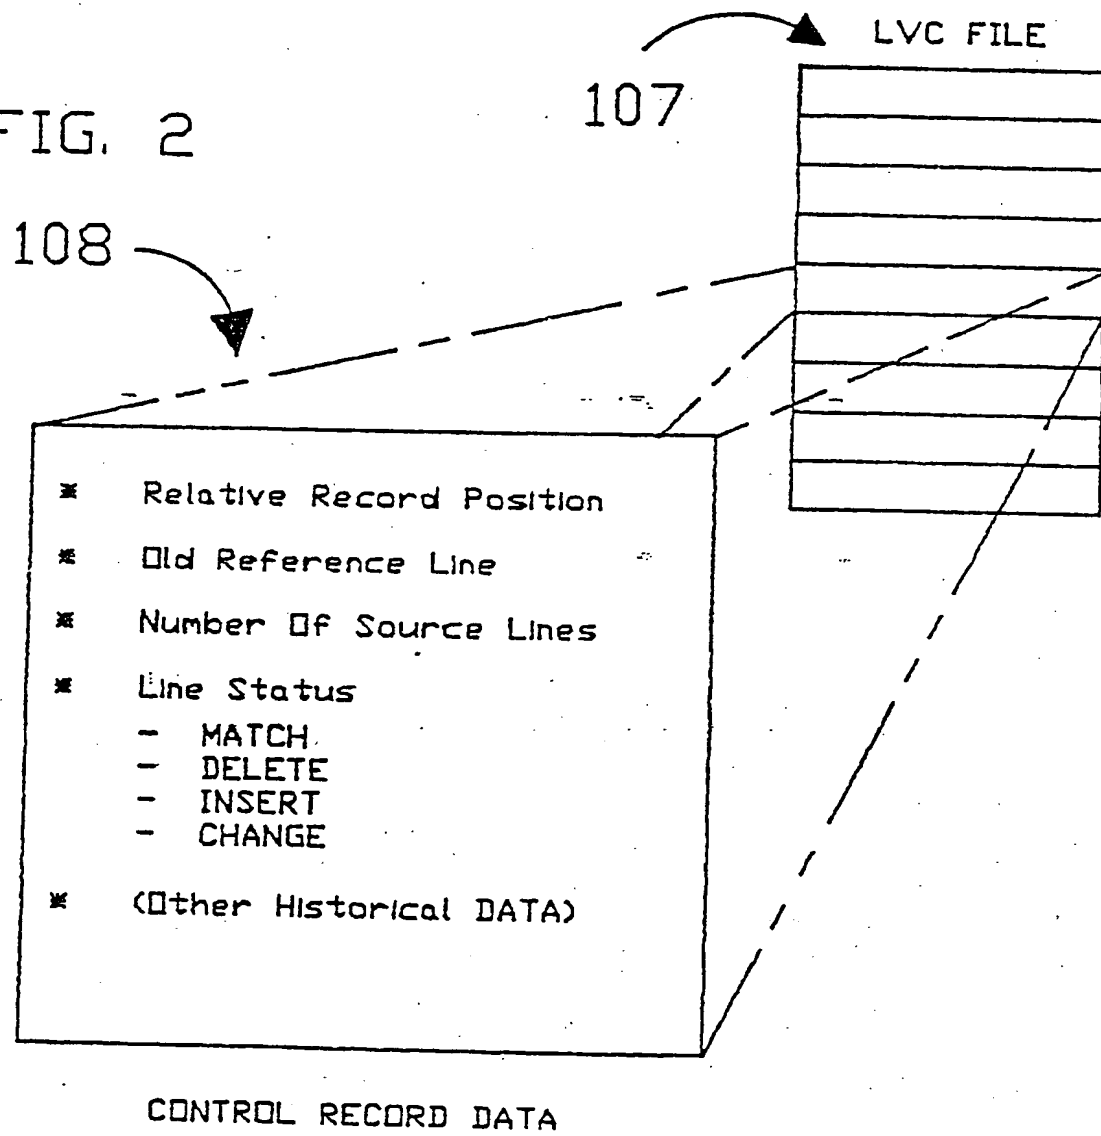 LVC FILE
107
FIG. 2
108
* Relative Record Position
* Old Reference Line
* Number Of Source Lines
* Line Status
- MATCH
- DELETE
- INSERT
- CHANGE
* (Other Historical DATA)
CONTROL RECORD DATA